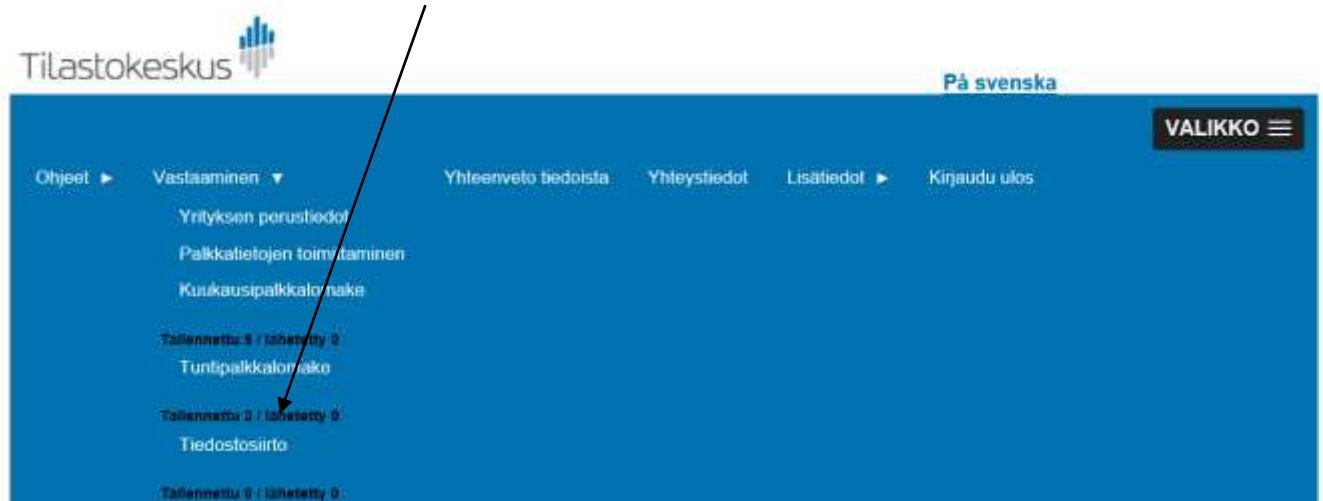 Tilastokeskus
På svenska
VALIKKO
Ohjeet ► Vastaaminen ▼ Yhteenveto tiedoista Yhteystiedot Lisätiedot ► Kirjaudu ulos
Yrityksen perustiedot
Palkkatietojen toimittaminen
Kuukausipalkkalomake
Tallennettu 5 / lähetetty 0
Tuntipalkkalomake
Tallennettu 0 / lähetetty 0
Tiedostosiirto
Tallennettu 0 / lähetetty 0